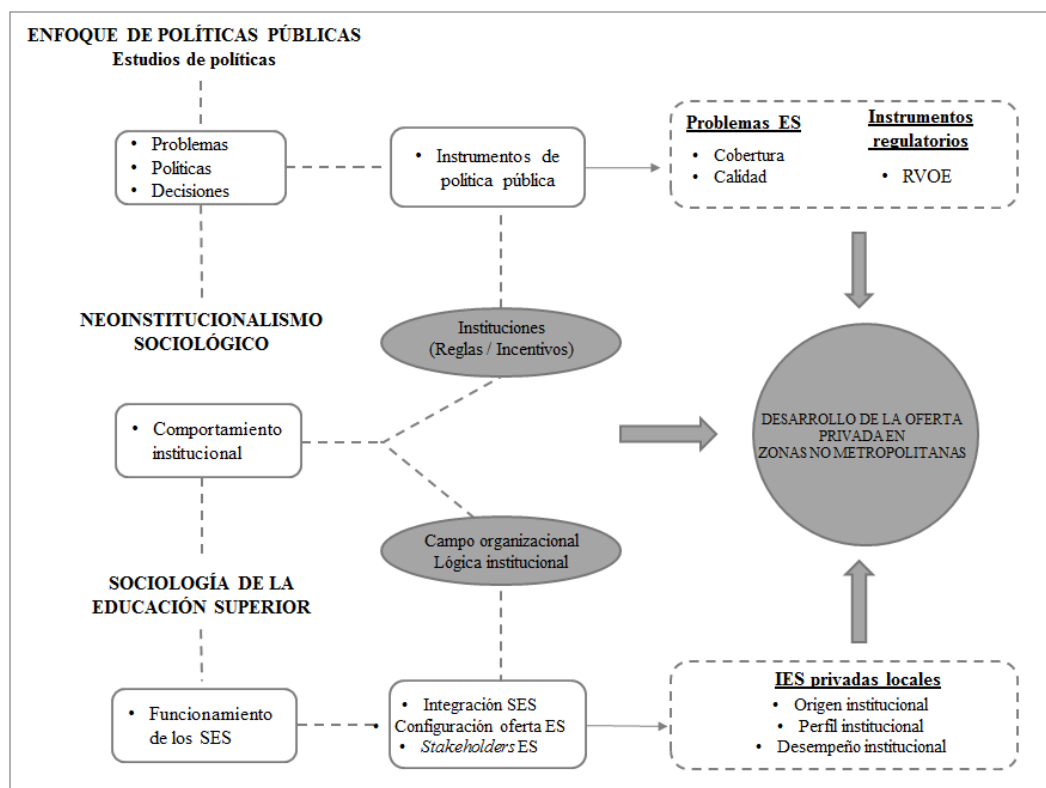 ENFOQUE DE POLÍTICAS PÚBLICAS
Estudios de políticas
• Problemas
• Políticas
• Decisiones
• Instrumentos de
política pública
Problemas ES
• Cobertura
• Calidad
Instrumentos
regulatorios
• RVOE
NEOINSTITUCIONALISMO
SOCIOLÓGICO
Instituciones
(Reglas / Incentivos)
• Comportamiento
institucional
DESARROLLO DE LA OFERTA
PRIVADA EN
ZONAS NO METROPOLITANAS
Campo organizacional
Lógica institucional
SOCIOLOGÍA DE LA
EDUCACIÓN SUPERIOR
• Funcionamiento
de los SES
• Integración SES
• Configuración oferta ES
• Stakeholders ES
IES privadas locales
• Origen institucional
• Perfil institucional
• Desempeño institucional